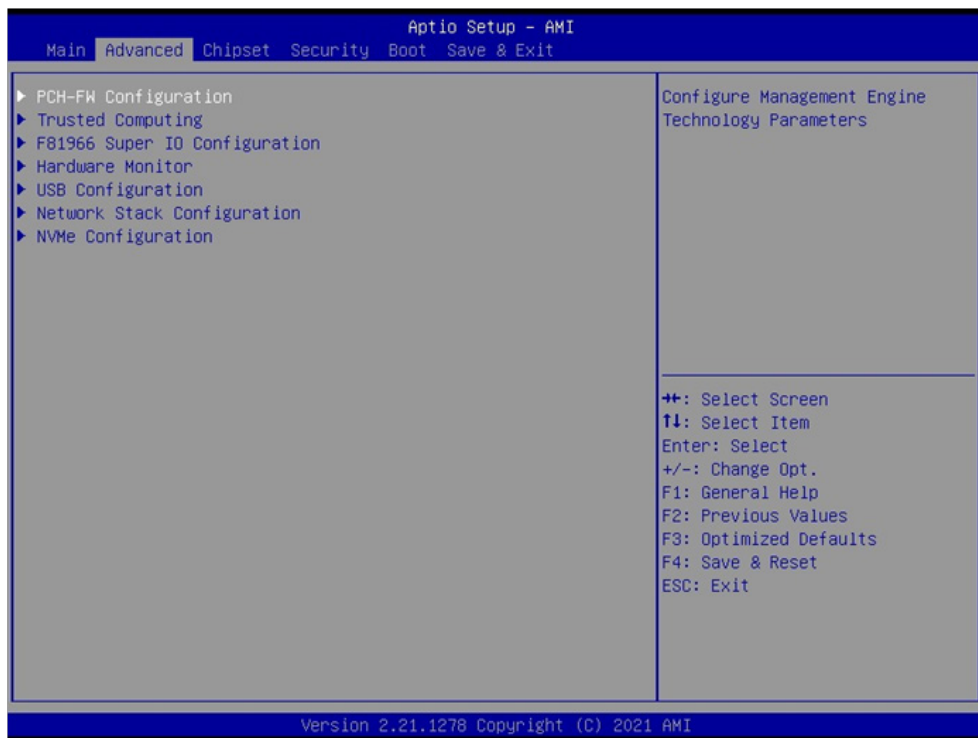 Aptio Setup – AMI
Main Advanced Chipset Security Boot Save & Exit
▶ PCH-FW Configuration
▶ Trusted Computing
▶ F81966 Super IO Configuration
▶ Hardware Monitor
▶ USB Configuration
▶ Network Stack Configuration
▶ NVMe Configuration
Configure Management Engine
Technology Parameters
→←: Select Screen
↑↓: Select Item
Enter: Select
+/-: Change Opt.
F1: General Help
F2: Previous Values
F3: Optimized Defaults
F4: Save & Reset
ESC: Exit
Version 2.21.1278 Copyright (C) 2021 AMI